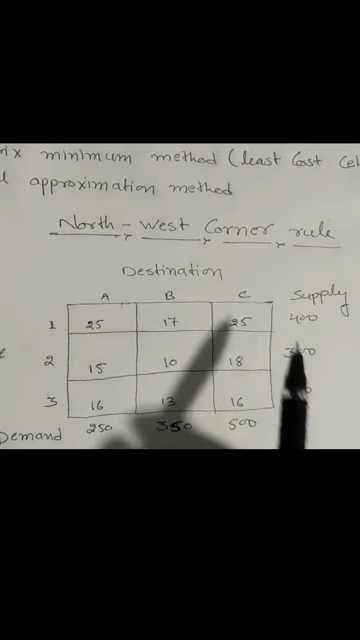 minimum method (least cost
approximation method
North-West Corner rule
Destination
A B C Supply
1 25 17 25 400
2 15 10 18
3 16 13 16
Demand 250 350 500